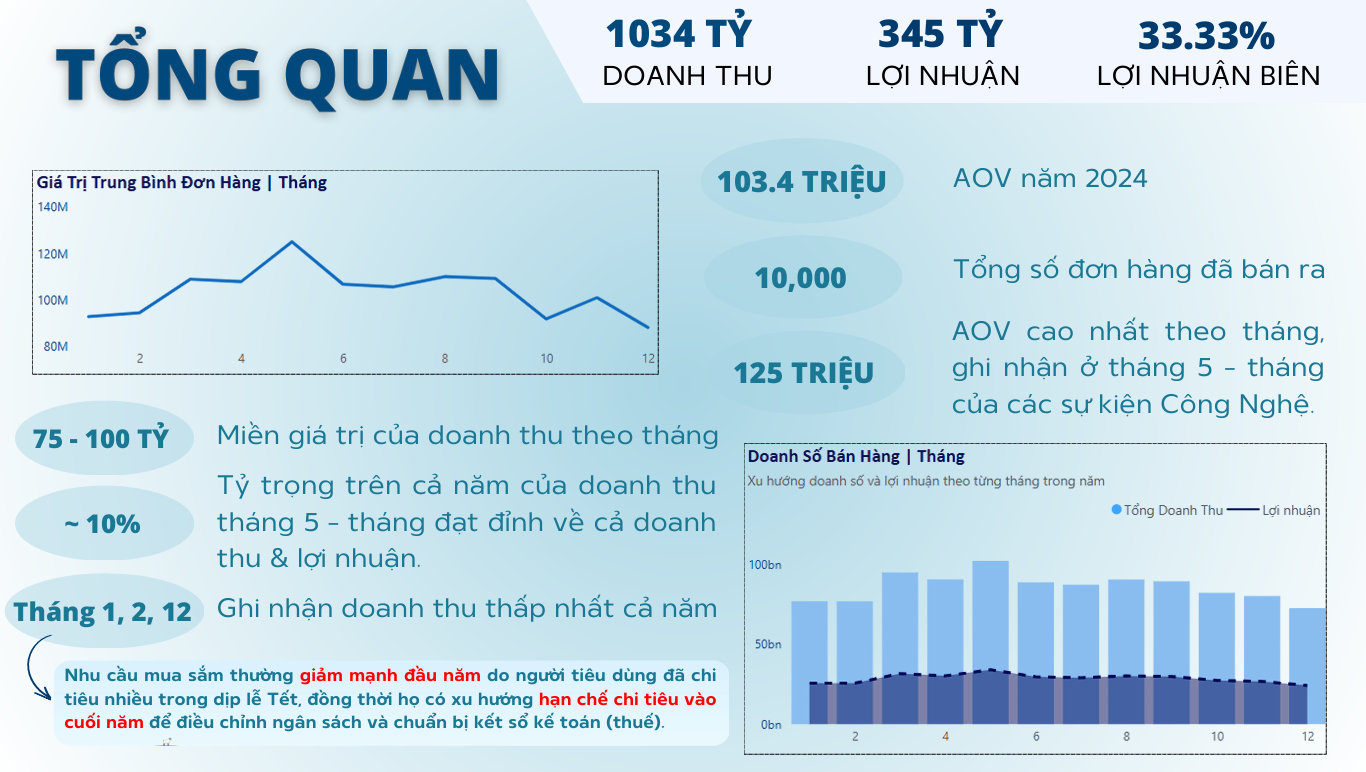 TỔNG QUAN
1034 TỶ
DOANH THU
345 TỶ
LỢI NHUẬN
33.33%
LỢI NHUẬN BIÊN
Giá Trị Trung Bình Đơn Hàng | Tháng
140M
120M
100M
80M
2 4 6 8 10 12
103.4 TRIỆU
AOV năm 2024
10,000
Tổng số đơn hàng đã bán ra
125 TRIỆU
AOV cao nhất theo tháng,
ghi nhận ở tháng 5 - tháng
của các sự kiện Công Nghệ.
75 - 100 TỶ
Miền giá trị của doanh thu theo tháng
~ 10%
Tỷ trọng trên cả năm của doanh thu
tháng 5 - tháng đạt đỉnh về cả doanh
thu & lợi nhuận.
Tháng 1, 2, 12
Ghi nhận doanh thu thấp nhất cả năm
Nhu cầu mua sắm thường giảm mạnh đầu năm do người tiêu dùng đã chi
tiêu nhiều trong dịp lễ Tết, đồng thời họ có xu hướng hạn chế chi tiêu vào
cuối năm để điều chỉnh ngân sách và chuẩn bị kết sổ kế toán (thuế).
Doanh Số Bán Hàng | Tháng
Xu hướng doanh số và lợi nhuận theo từng tháng trong năm
Tổng Doanh Thu Lợi nhuận
100bn
50bn
0bn
2 4 6 8 10 12